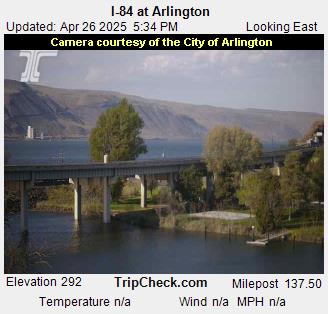 I-84 at Arlington
Updated: Apr 26 2025 5:34 PM Looking East
Camera courtesy of the City of Arlington
Elevation 292 TripCheck.com Milepost 137.50
Temperature n/a Wind n/a MPH n/a